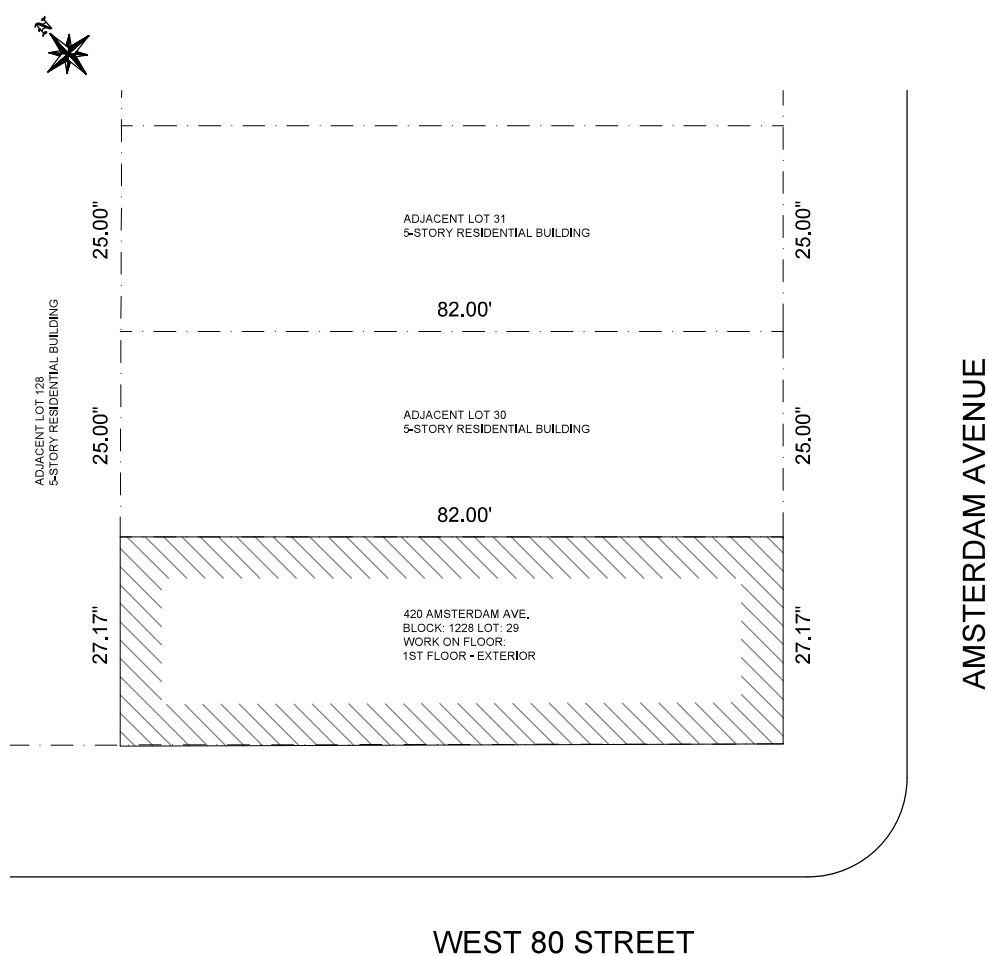 N
ADJACENT LOT 31
5-STORY RESIDENTIAL BUILDING
25.00"
25.00"
82.00'
ADJACENT LOT 128
5-STORY RESIDENTIAL BUILDING
ADJACENT LOT 30
5-STORY RESIDENTIAL BUILDING
25.00"
25.00"
82.00'
420 AMSTERDAM AVE.
BLOCK: 1228 LOT: 29
WORK ON FLOOR:
1ST FLOOR - EXTERIOR
27.17"
27.17"
AMSTERDAM AVENUE
WEST 80 STREET